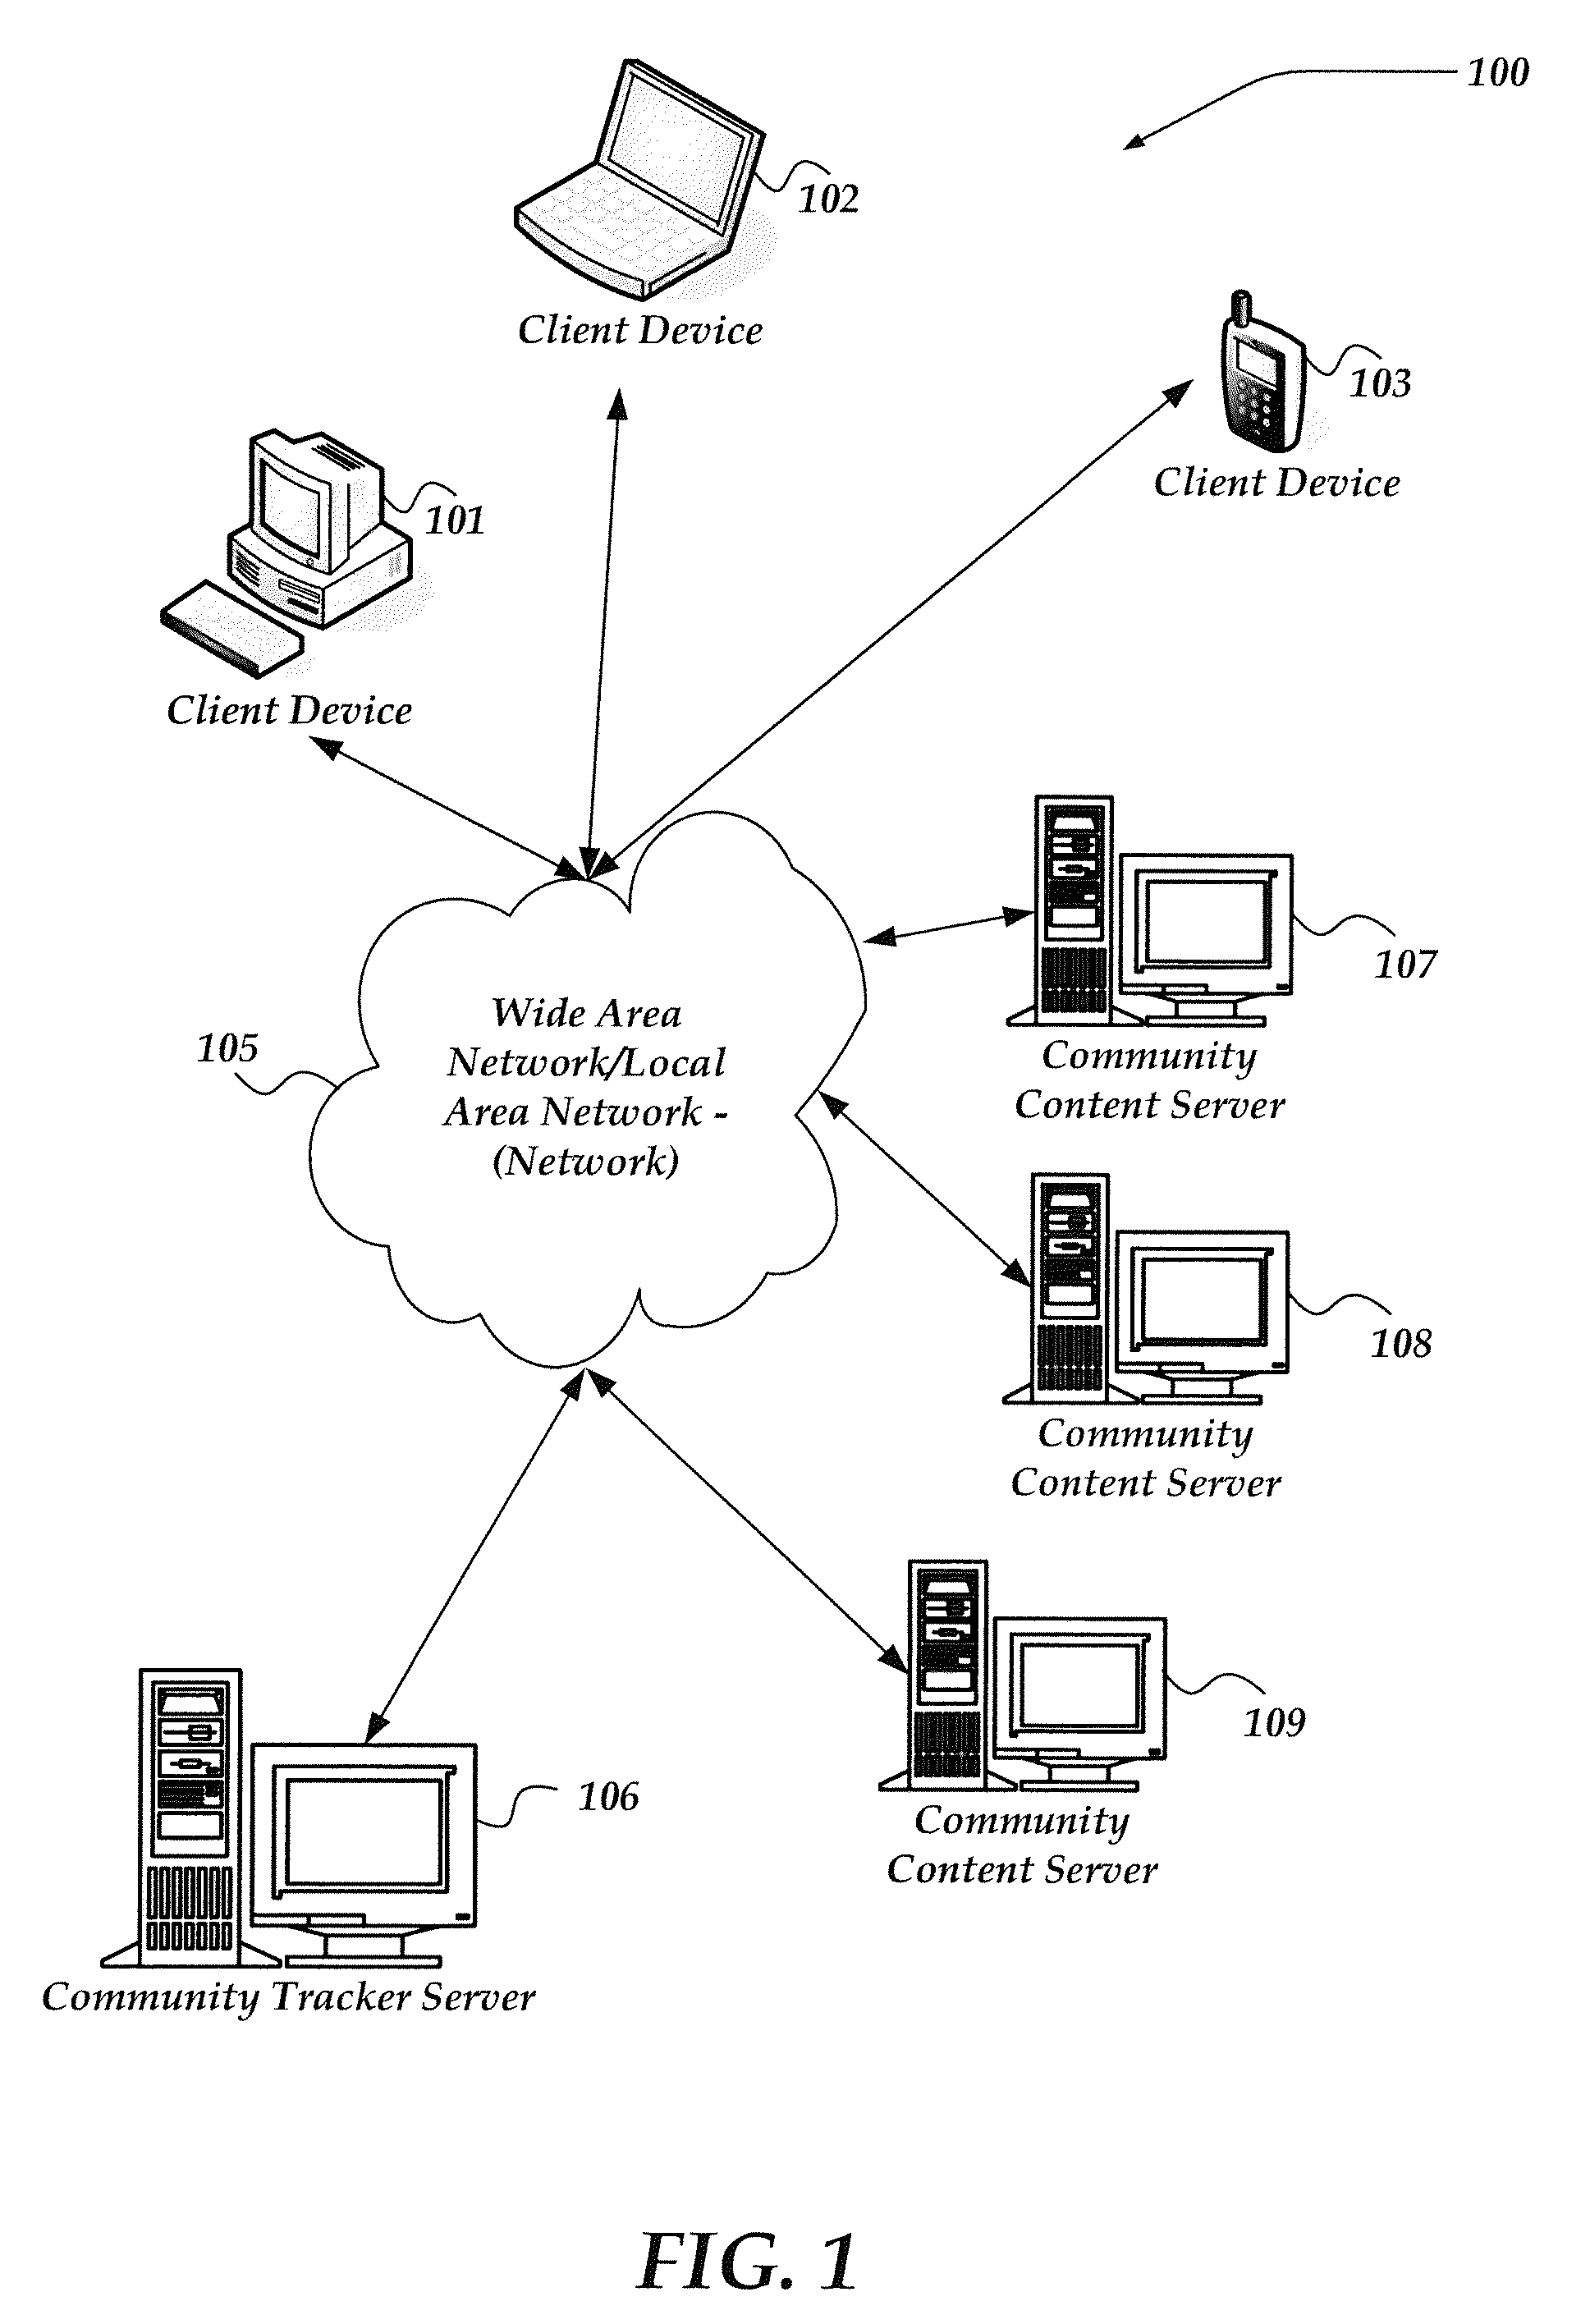 100
102
Client Device
103
Client Device
101
Client Device
107
Community
Content Server
105
Wide Area
Network/Local
Area Network -
(Network)
108
Community
Content Server
109
Community
Content Server
106
Community Tracker Server
FIG. 1